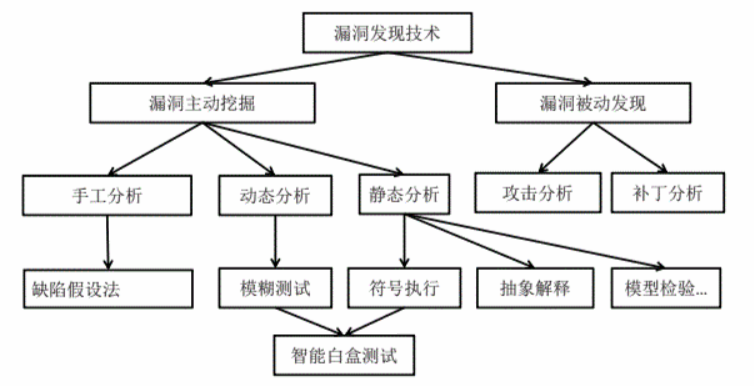 漏洞发现技术
漏洞主动挖掘
漏洞被动发现
手工分析
动态分析
静态分析
攻击分析
补丁分析
缺陷假设法
模糊测试
符号执行
抽象解释
模型检验...
智能白盒测试